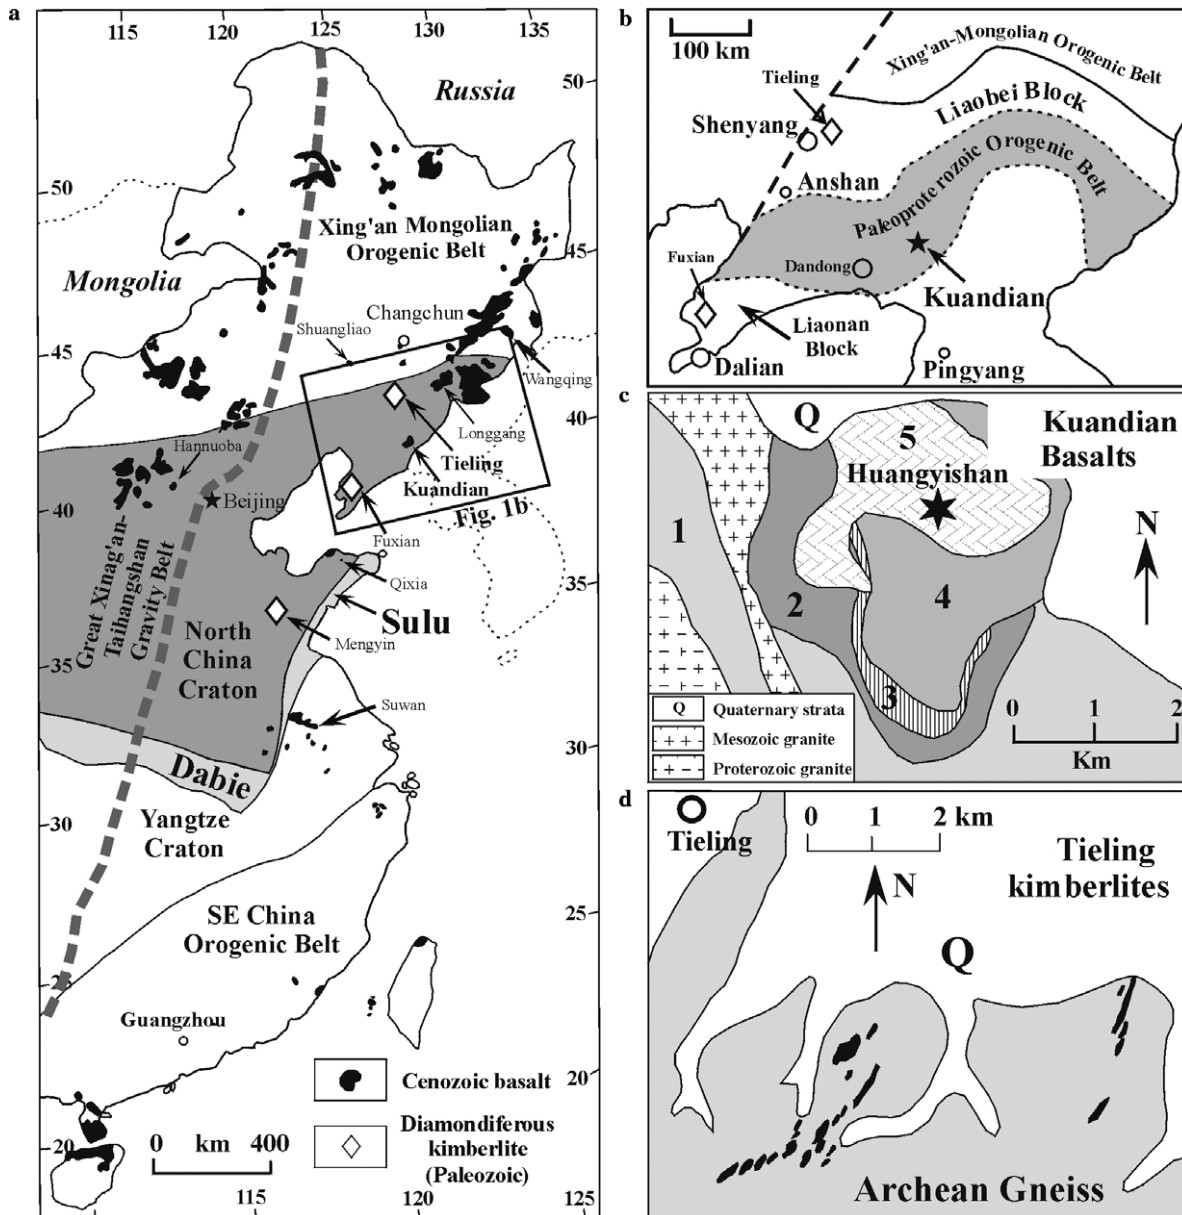 a
115
120
125
130
135
50
Russia
50
Xing'an Mongolian
Orogenic Belt
45
Mongolia
Changchun
Shuangliao
45
Wangqing
40
Longgang
Hannuoba
Tieling
Kuandian
Beijing
40
Fig. 1b
Fuxian
Great Xinag'an-
Taihangshan
Gravity Belt
Qixia
35
Sulu
North
China
Craton
Mengyin
35
Suwan
30
Dabie
Yangtze
Craton
30
SE China
Orogenic Belt
25
25
Guangzhou
Cenozoic basalt
20
Diamondiferous
kimberlite
(Paleozoic)
0 km 400
20
115
120
125
b
100 km
Xing'an-Mongolian Orogenic Belt
Tieling
Liaobei Block
Shenyang
Paleoproterozoic Orogenic Belt
Anshan
Fuxian
Dandong
Kuandian
Liaonan
Block
Dalian
Pingyang
c
Q
5
Kuandian
Basalts
Huangyishan
1
N
2
4
3
Q Quaternary strata
Mesozoic granite
Proterozoic granite
0 1 2
Km
d
Tieling
0 1 2 km
Tieling
kimberlites
N
Q
Archean Gneiss